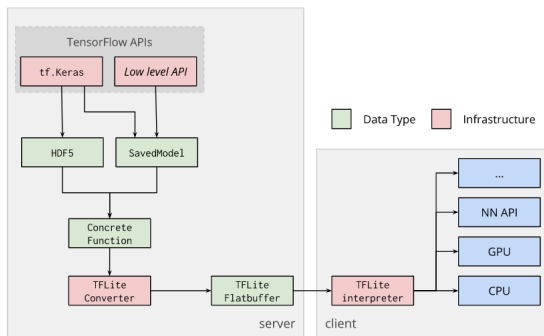 TensorFlow APIs
tf.Keras
Low level API
Data Type
Infrastructure
HDF5
SavedModel
...
NN API
Concrete
Function
GPU
TFLite
Converter
TFLite
Flatbuffer
TFLite
interpreter
CPU
server
client